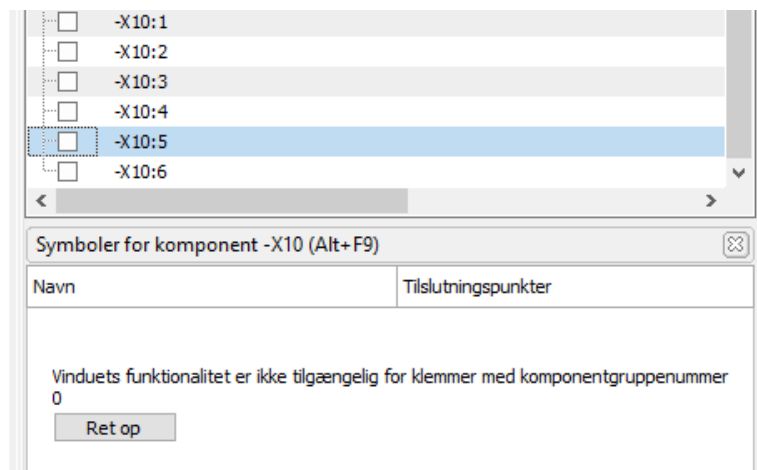 -X10:1
-X10:2
-X10:3
-X10:4
-X10:5
-X10:6
Symboler for komponent -X10 (Alt+F9)
Navn Tilslutningspunkter
Vinduets funktionalitet er ikke tilgængelig for klemmer med komponentgruppenummer
0
Ret op